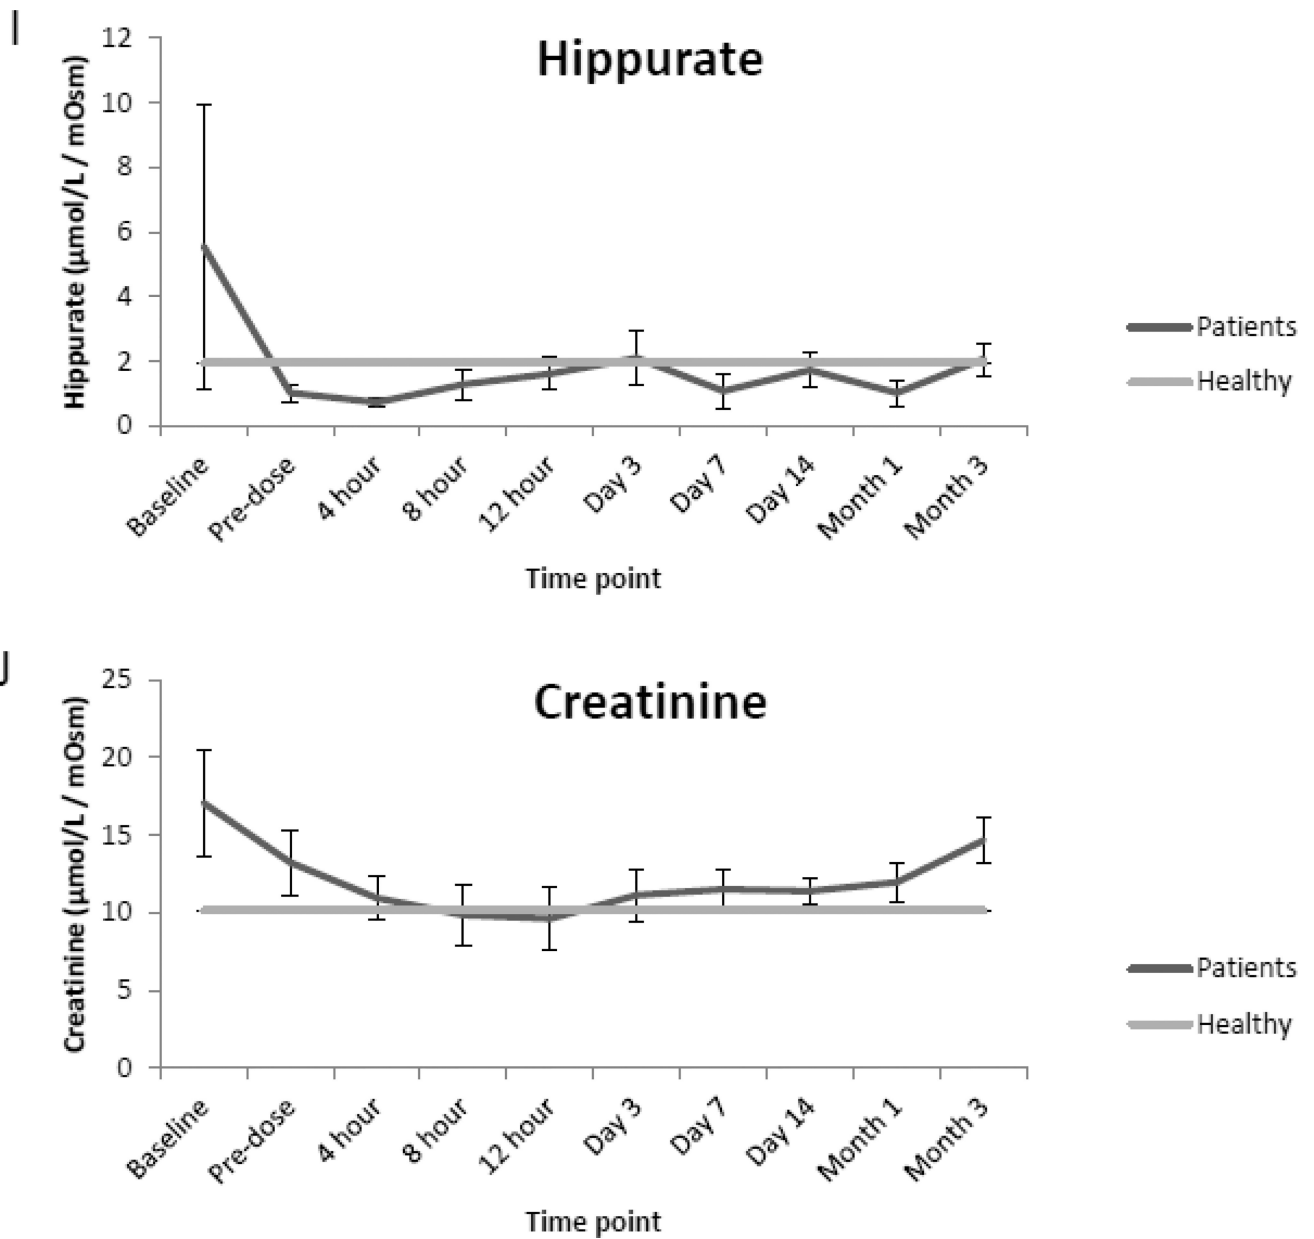 I
Hippurate
Hippurate (µmol/L / mOsm)
12
10
8
6
4
2
0
Baseline
Pre-dose
4 hour
8 hour
12 hour
Day 3
Day 7
Day 14
Month 1
Month 3
Time point
Patients
Healthy
J
Creatinine
Creatinine (µmol/L / mOsm)
25
20
15
10
5
0
Baseline
Pre-dose
4 hour
8 hour
12 hour
Day 3
Day 7
Day 14
Month 1
Month 3
Time point
Patients
Healthy